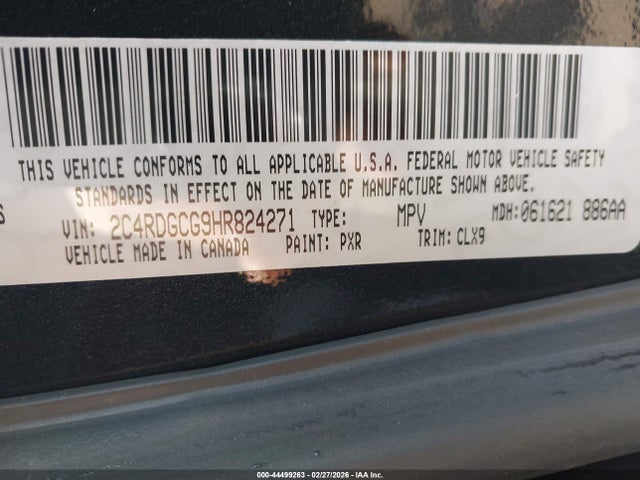 THIS VEHICLE CONFORMS TO ALL APPLICABLE U.S.A. FEDERAL MOTOR VEHICLE SAFETY
STANDARDS IN EFFECT ON THE DATE OF MANUFACTURE SHOWN ABOVE.
VIN: 2C4RDGCG9HR824271 TYPE: MPV MDH:061621 886AA
VEHICLE MADE IN CANADA PAINT: PXR TRIM: CLX9
000-44499263 - 02/27/2026 - IAA Inc.